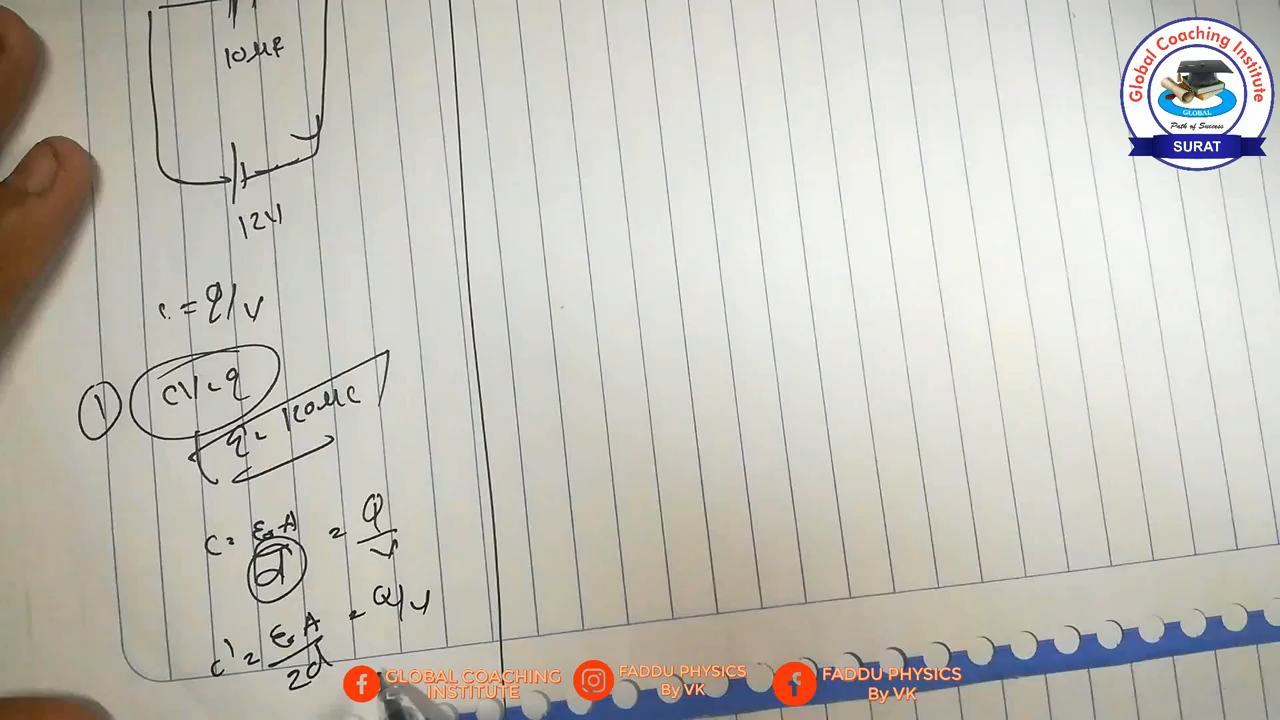 10μF
12V
C = q/V
① CV = q
q = 120μC
C = ε₀A/d = Q/V
C' = ε₀A/2d = Q/V
Global Coaching Institute
GLOBAL
Path of Success
SURAT
GLOBAL COACHING
INSTITUTE
FADDU PHYSICS
By VK
FADDU PHYSICS
By VK